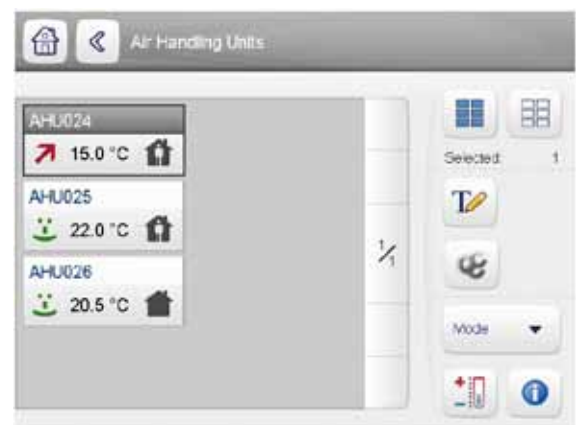 Air Handling Units
AHU024
15.0 °C
AHU025
22.0 °C
AHU026
20.5 °C
1/1
Selected: 1
T
Mode